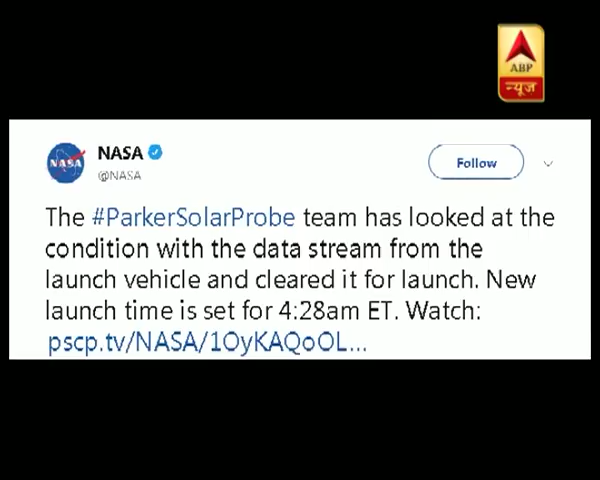 ABP
न्यूज़
NASA
NASA
@NASA
Follow
The #ParkerSolarProbe team has looked at the
condition with the data stream from the
launch vehicle and cleared it for launch. New
launch time is set for 4:28am ET. Watch:
pscp.tv/NASA/1OyKAQoOL...